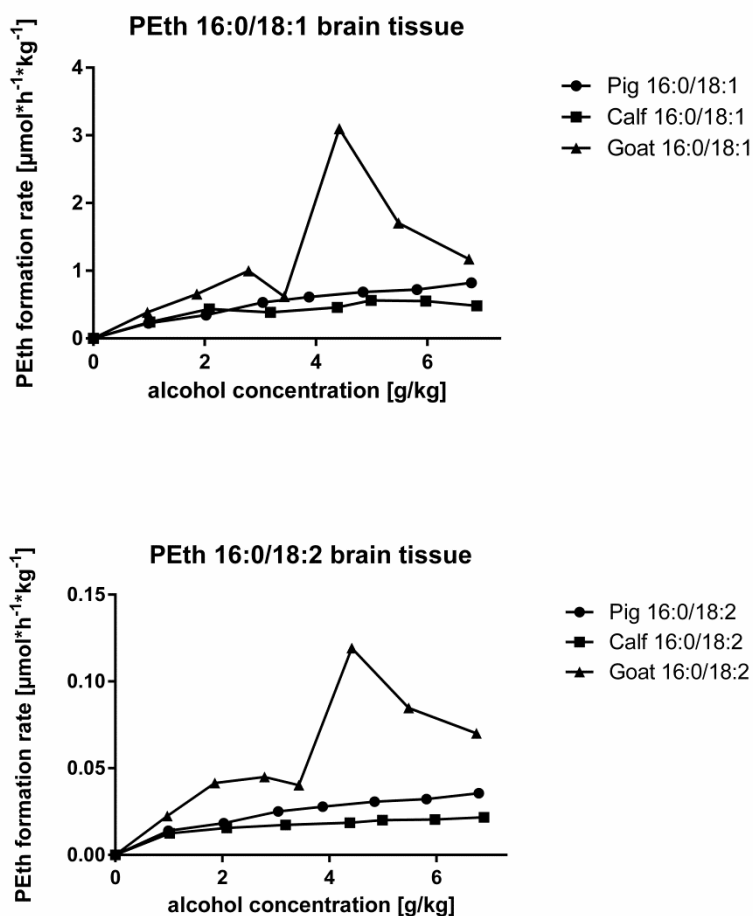 PEth 16:0/18:1 brain tissue
PEth formation rate [µmol*h⁻¹*kg⁻¹]
4
3
2
1
0
0 2 4 6
alcohol concentration [g/kg]
Pig 16:0/18:1
Calf 16:0/18:1
Goat 16:0/18:1
PEth 16:0/18:2 brain tissue
PEth formation rate [µmol*h⁻¹*kg⁻¹]
0.15
0.10
0.05
0.00
0 2 4 6
alcohol concentration [g/kg]
Pig 16:0/18:2
Calf 16:0/18:2
Goat 16:0/18:2